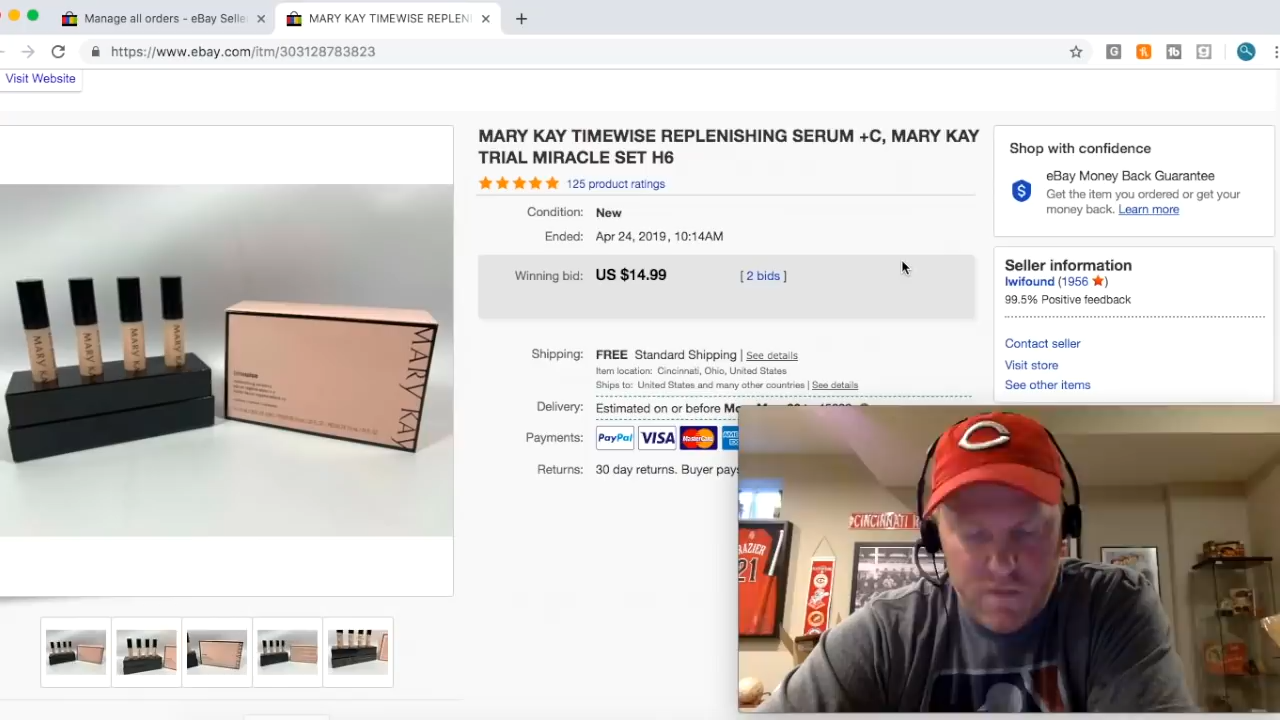 Manage all orders - eBay Selle
MARY KAY TIMEWISE REPLEN
https://www.ebay.com/itm/303128783823
Visit Website
MARY KAY TIMEWISE REPLENISHING SERUM +C, MARY KAY
TRIAL MIRACLE SET H6
125 product ratings
Condition: New
Ended: Apr 24, 2019, 10:14AM
Winning bid: US $14.99 [ 2 bids ]
Shipping: FREE Standard Shipping | See details
Item location: Cincinnati, Ohio, United States
Ships to: United States and many other countries | See details
Delivery: Estimated on or before
Payments: PayPal VISA MasterCard
Returns: 30 day returns. Buyer pays
Shop with confidence
eBay Money Back Guarantee
Get the item you ordered or get your
money back. Learn more
Seller information
lwifound (1956)
99.5% Positive feedback
Contact seller
Visit store
See other items
MARY K
MARY K
MARY K
MARY K
MARY KAY
CINCINNATI R
FRAZIER
21